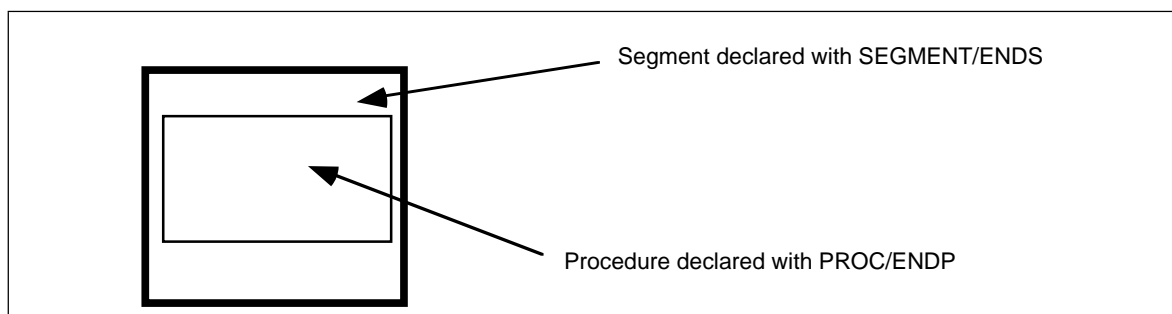 Segment declared with SEGMENT/ENDS
Procedure declared with PROC/ENDP